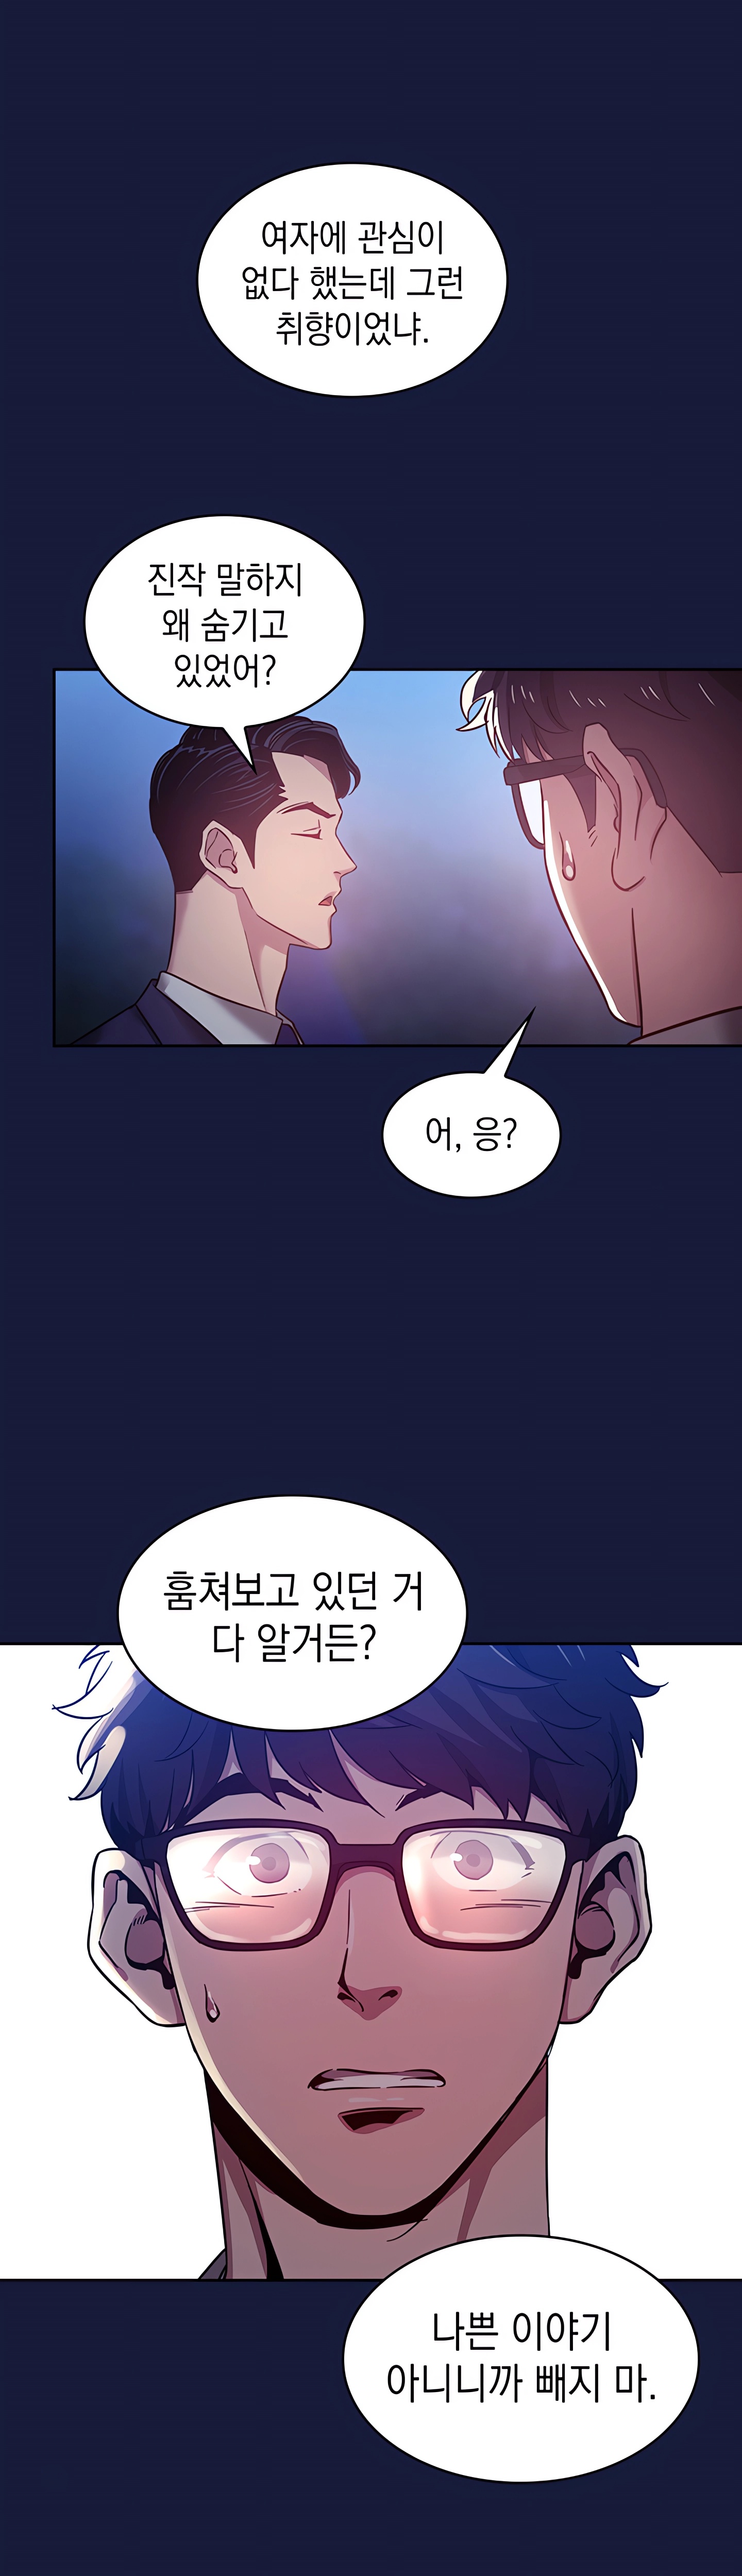 여자에 관심이
없다 했는데 그런
취향이었냐.
진작 말하지
왜 숨기고
있었어?
어, 응?
훔쳐보고 있던 거
다 알거든?
나쁜 이야기
아니니까 빼지 마.